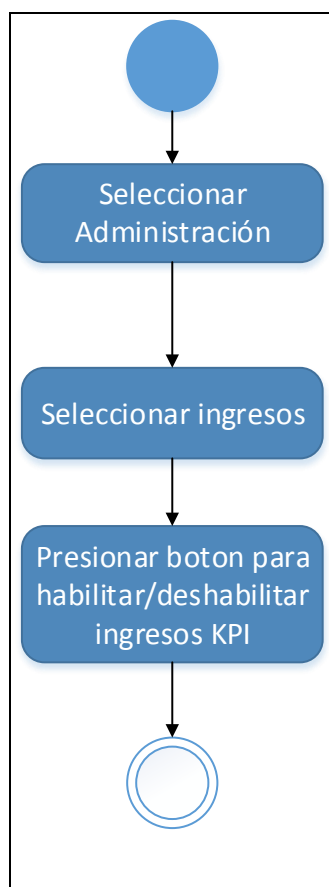 Seleccionar
Administración
Seleccionar ingresos
Presionar boton para
habilitar/deshabilitar
ingresos KPI